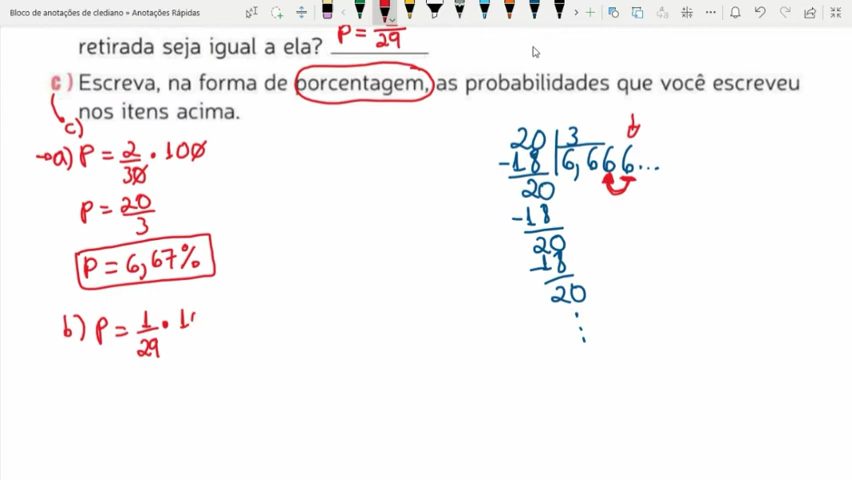 Bloco de anotações de clediano » Anotações Rápidas
retirada seja igual a ela? P = 29
c) Escreva, na forma de porcentagem, as probabilidades que você escreveu
nos itens acima.
c)
a) P = 2/30 . 100
P = 20/3
P = 6,67%
b) P = 1/29 . 1
20 | 3
-18 | 6,666...
20
-18
20
-18
20
⋮